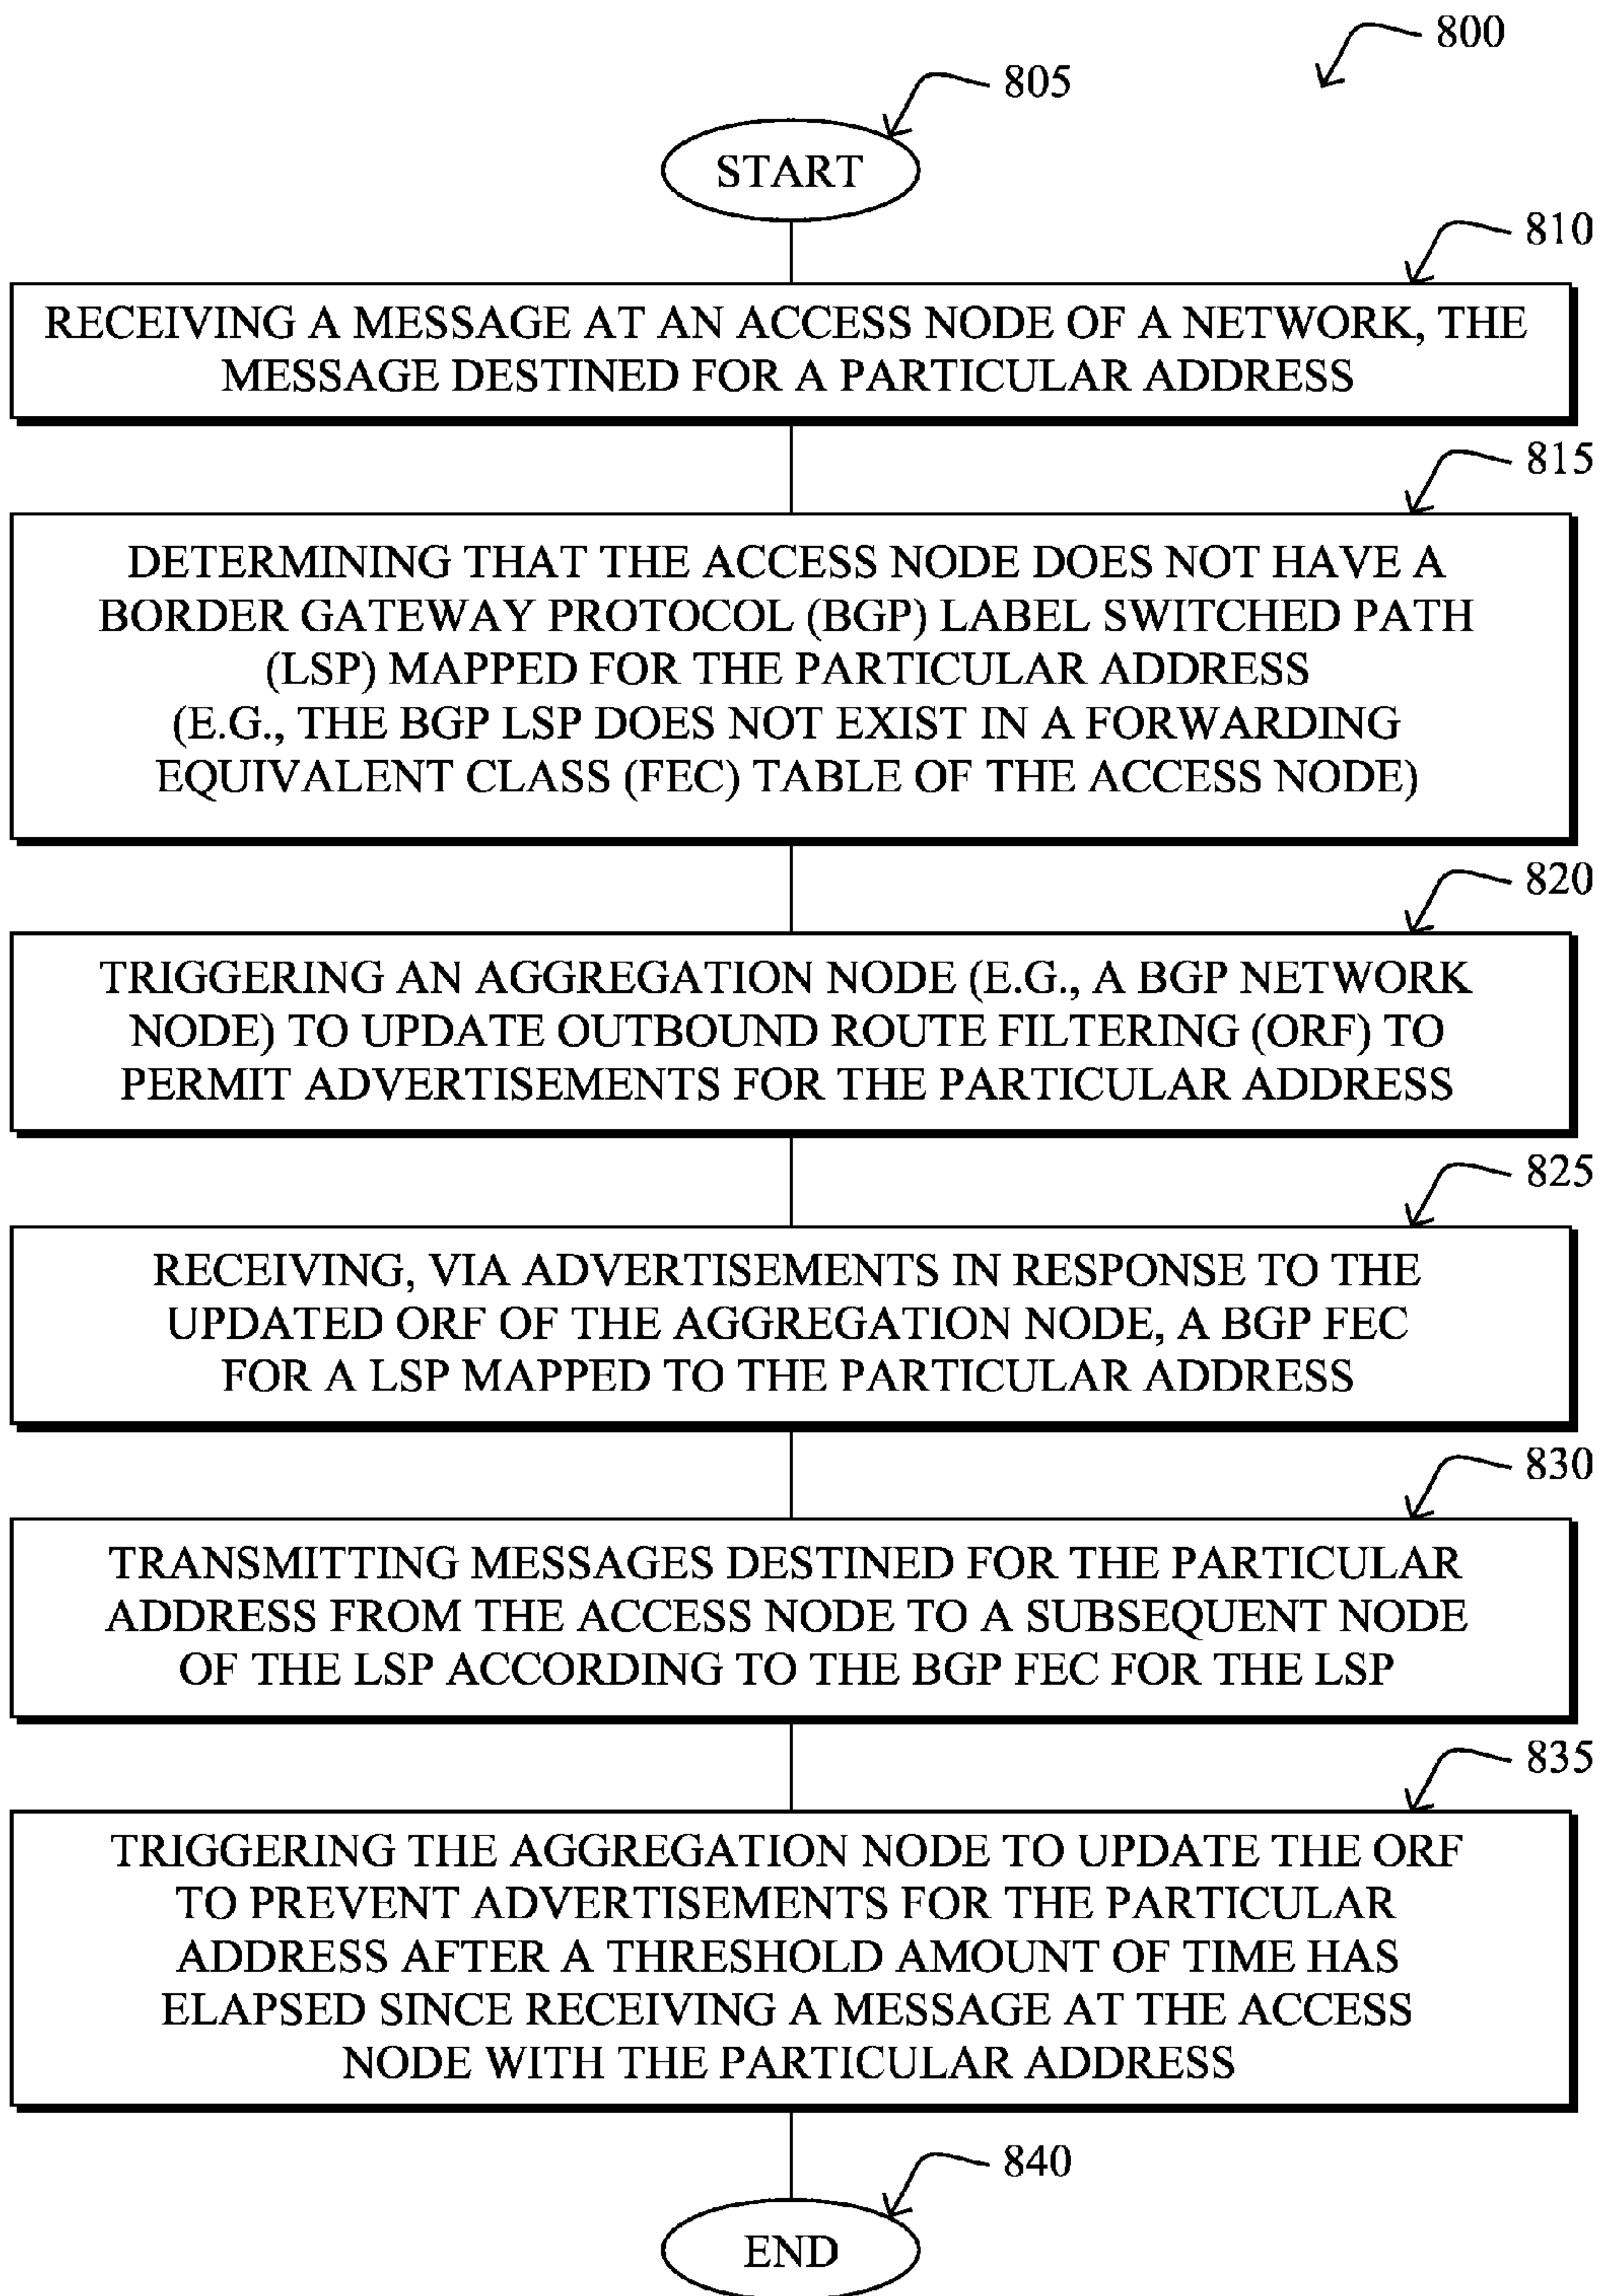 800
805
START
810
RECEIVING A MESSAGE AT AN ACCESS NODE OF A NETWORK, THE
MESSAGE DESTINED FOR A PARTICULAR ADDRESS
815
DETERMINING THAT THE ACCESS NODE DOES NOT HAVE A
BORDER GATEWAY PROTOCOL (BGP) LABEL SWITCHED PATH
(LSP) MAPPED FOR THE PARTICULAR ADDRESS
(E.G., THE BGP LSP DOES NOT EXIST IN A FORWARDING
EQUIVALENT CLASS (FEC) TABLE OF THE ACCESS NODE)
820
TRIGGERING AN AGGREGATION NODE (E.G., A BGP NETWORK
NODE) TO UPDATE OUTBOUND ROUTE FILTERING (ORF) TO
PERMIT ADVERTISEMENTS FOR THE PARTICULAR ADDRESS
825
RECEIVING, VIA ADVERTISEMENTS IN RESPONSE TO THE
UPDATED ORF OF THE AGGREGATION NODE, A BGP FEC
FOR A LSP MAPPED TO THE PARTICULAR ADDRESS
830
TRANSMITTING MESSAGES DESTINED FOR THE PARTICULAR
ADDRESS FROM THE ACCESS NODE TO A SUBSEQUENT NODE
OF THE LSP ACCORDING TO THE BGP FEC FOR THE LSP
835
TRIGGERING THE AGGREGATION NODE TO UPDATE THE ORF
TO PREVENT ADVERTISEMENTS FOR THE PARTICULAR
ADDRESS AFTER A THRESHOLD AMOUNT OF TIME HAS
ELAPSED SINCE RECEIVING A MESSAGE AT THE ACCESS
NODE WITH THE PARTICULAR ADDRESS
840
END